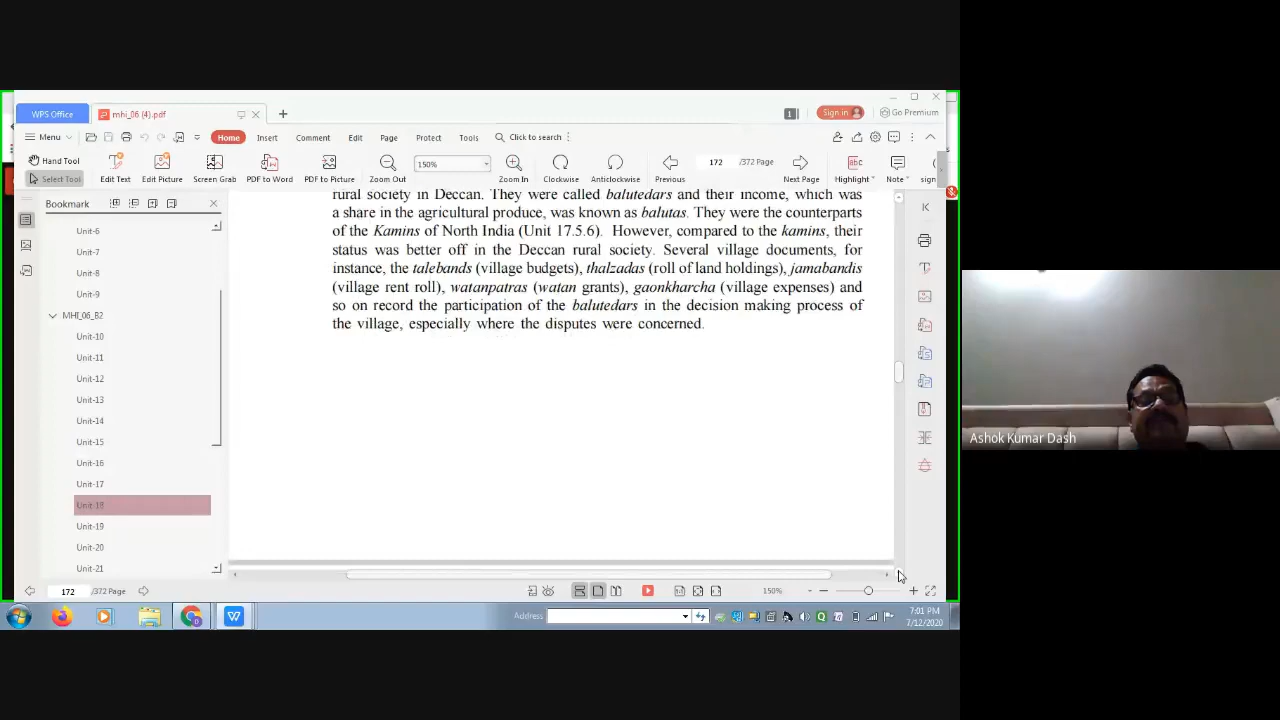 WPS Office
mhi_06 (4).pdf
1
Sign in
Go Premium
Menu
Home
Insert
Comment
Edit
Page
Protect
Tools
Click to search
Hand Tool
Select Tool
Edit Text
Edit Picture
Screen Grab
PDF to Word
PDF to Picture
Zoom Out
150%
Zoom In
Clockwise
Anticlockwise
Previous
172
/372 Page
Next Page
Highlight
Note
sign
Bookmark
Unit-6
Unit-7
Unit-8
Unit-9
MHI_06_B2
Unit-10
Unit-11
Unit-12
Unit-13
Unit-14
Unit-15
Unit-16
Unit-17
Unit-18
Unit-19
Unit-20
Unit-21
rural society in Deccan. They were called balutedars and their income, which was
a share in the agricultural produce, was known as balutas. They were the counterparts
of the Kamins of North India (Unit 17.5.6). However, compared to the kamins, their
status was better off in the Deccan rural society. Several village documents, for
instance, the talebands (village budgets), thalzadas (roll of land holdings), jamabandis
(village rent roll), watanpatras (watan grants), gaonkharcha (village expenses) and
so on record the participation of the balutedars in the decision making process of
the village, especially where the disputes were concerned.
172
/372 Page
150%
Address
7:01 PM
7/12/2020
Ashok Kumar Dash